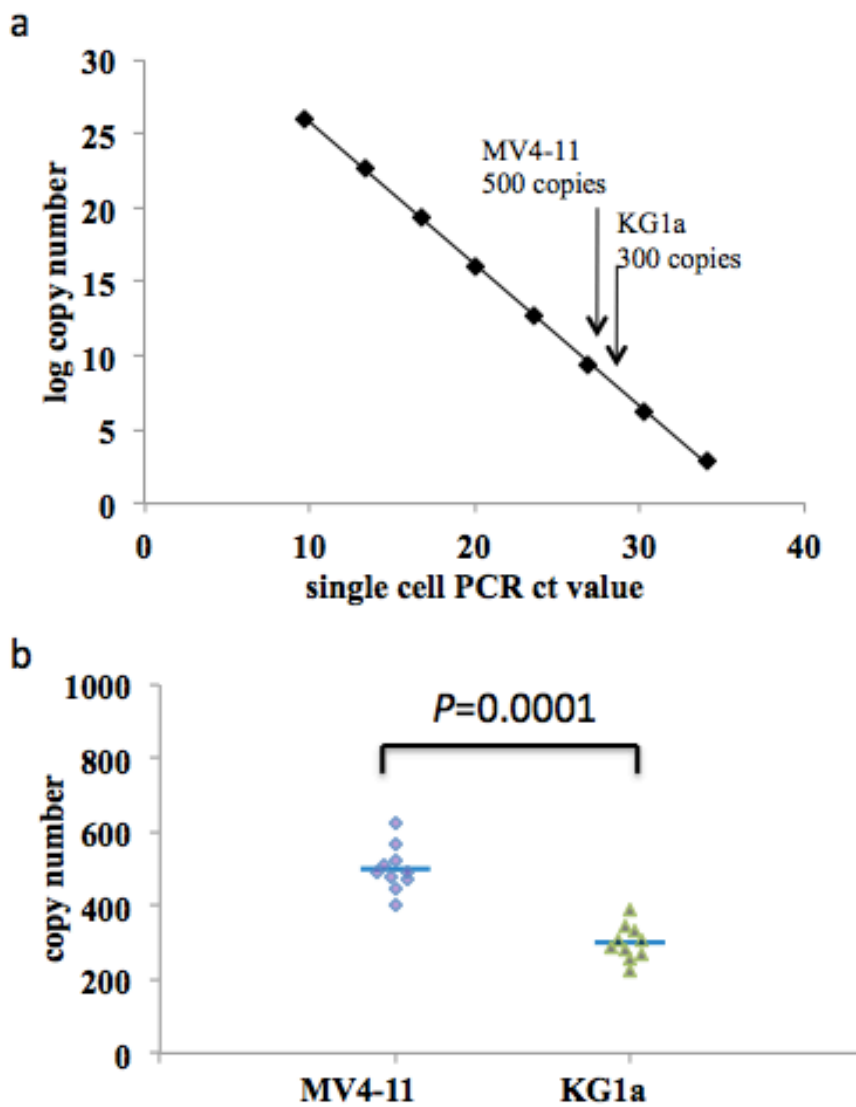 a
30
25
20
15
10
5
0
log copy number
MV4-11
500 copies
KG1a
300 copies
0 10 20 30 40
single cell PCR ct value
b
1000
800
600
400
200
0
copy number
P=0.0001
MV4-11 KG1a